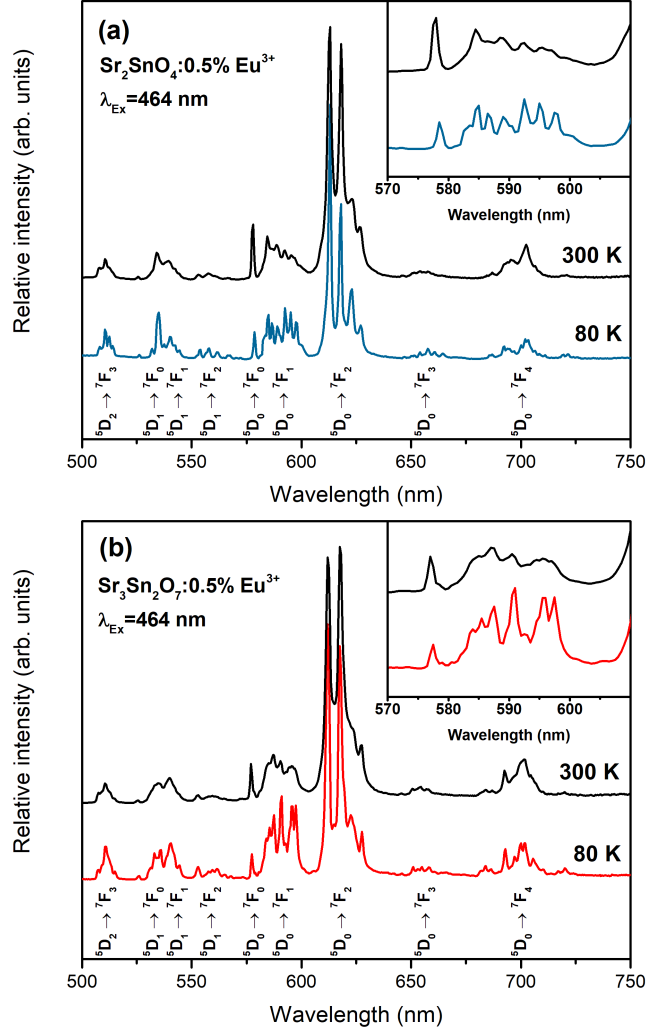 (a)
Sr₂SnO₄:0.5% Eu³⁺
λ_Ex=464 nm
570 580 590 600
Wavelength (nm)
300 K
80 K
Relative intensity (arb. units)
⁵D₂→⁷F₃ ⁵D₁→⁷F₀ ⁵D₁→⁷F₁ ⁵D₁→⁷F₂ ⁵D₀→⁷F₀ ⁵D₀→⁷F₁ ⁵D₀→⁷F₂ ⁵D₀→⁷F₃ ⁵D₀→⁷F₄
500 550 600 650 700 750
Wavelength (nm)
(b)
Sr₃Sn₂O₇:0.5% Eu³⁺
λ_Ex=464 nm
570 580 590 600
Wavelength (nm)
300 K
80 K
Relative intensity (arb. units)
⁵D₂→⁷F₃ ⁵D₁→⁷F₀ ⁵D₁→⁷F₁ ⁵D₁→⁷F₂ ⁵D₀→⁷F₀ ⁵D₀→⁷F₁ ⁵D₀→⁷F₂ ⁵D₀→⁷F₃ ⁵D₀→⁷F₄
500 550 600 650 700 750
Wavelength (nm)